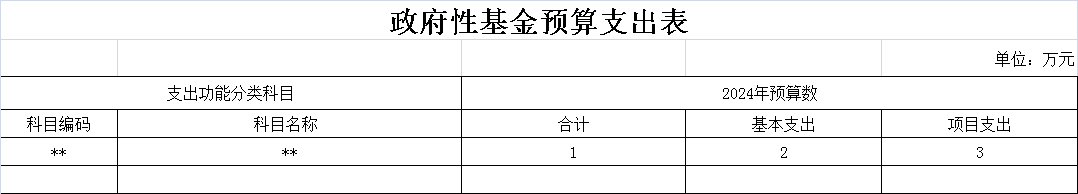 政府性基金预算支出表
单位：万元
支出功能分类科目 2024年预算数
科目编码 科目名称 合计 基本支出 项目支出
** ** 1 2 3